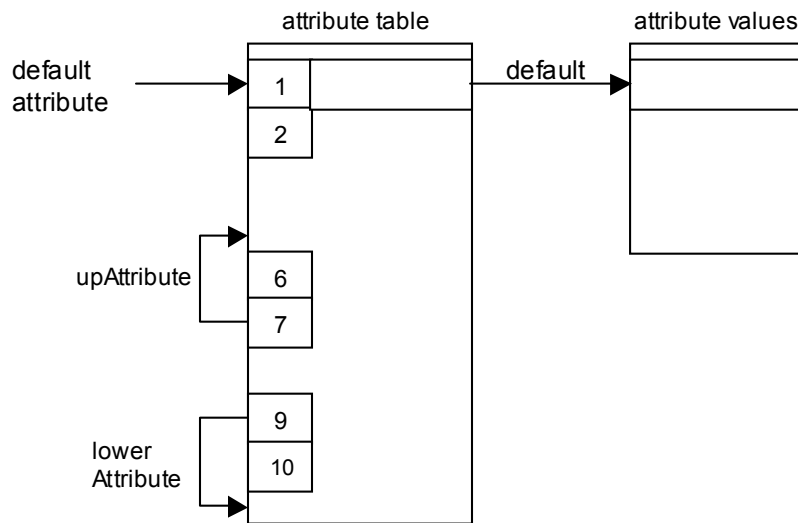 attribute table
attribute values
default
attribute
1
default
2
upAttribute
6
7
9
lower
Attribute
10